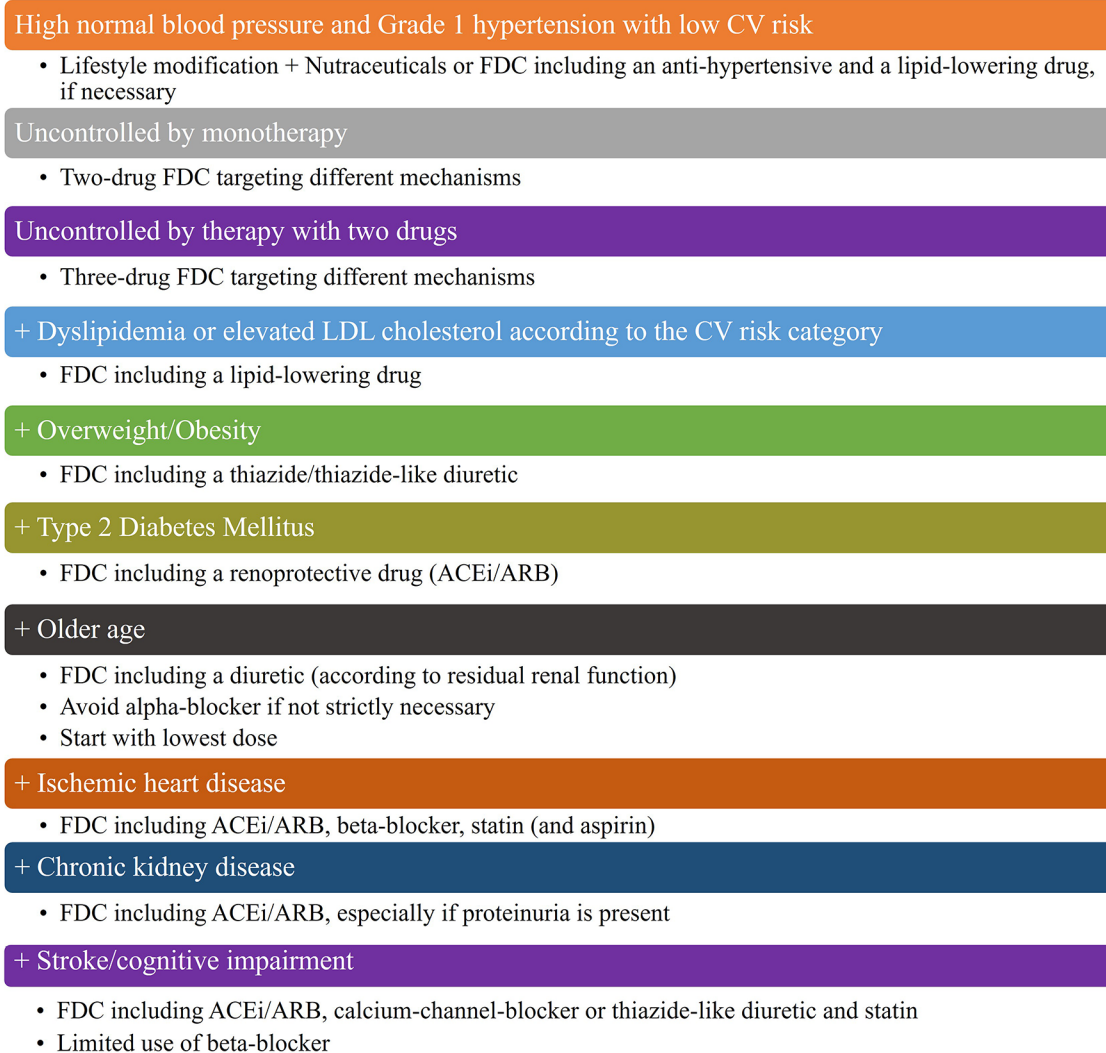 High normal blood pressure and Grade 1 hypertension with low CV risk
• Lifestyle modification + Nutraceuticals or FDC including an anti-hypertensive and a lipid-lowering drug,
if necessary
Uncontrolled by monotherapy
• Two-drug FDC targeting different mechanisms
Uncontrolled by therapy with two drugs
• Three-drug FDC targeting different mechanisms
+ Dyslipidemia or elevated LDL cholesterol according to the CV risk category
• FDC including a lipid-lowering drug
+ Overweight/Obesity
• FDC including a thiazide/thiazide-like diuretic
+ Type 2 Diabetes Mellitus
• FDC including a renoprotective drug (ACEi/ARB)
+ Older age
• FDC including a diuretic (according to residual renal function)
• Avoid alpha-blocker if not strictly necessary
• Start with lowest dose
+ Ischemic heart disease
• FDC including ACEi/ARB, beta-blocker, statin (and aspirin)
+ Chronic kidney disease
• FDC including ACEi/ARB, especially if proteinuria is present
+ Stroke/cognitive impairment
• FDC including ACEi/ARB, calcium-channel-blocker or thiazide-like diuretic and statin
• Limited use of beta-blocker